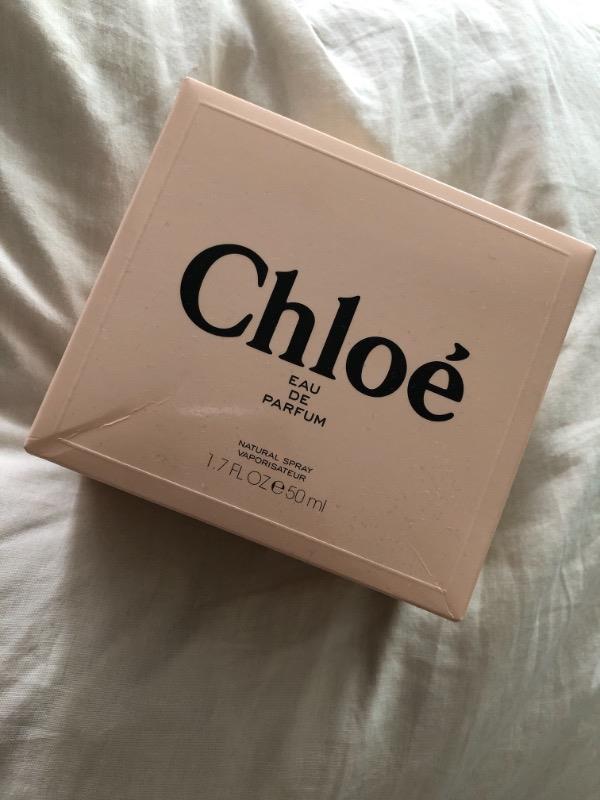 Chloé
EAU
DE
PARFUM
NATURAL SPRAY
VAPORISATEUR
1.7 FL OZ e 50 ml